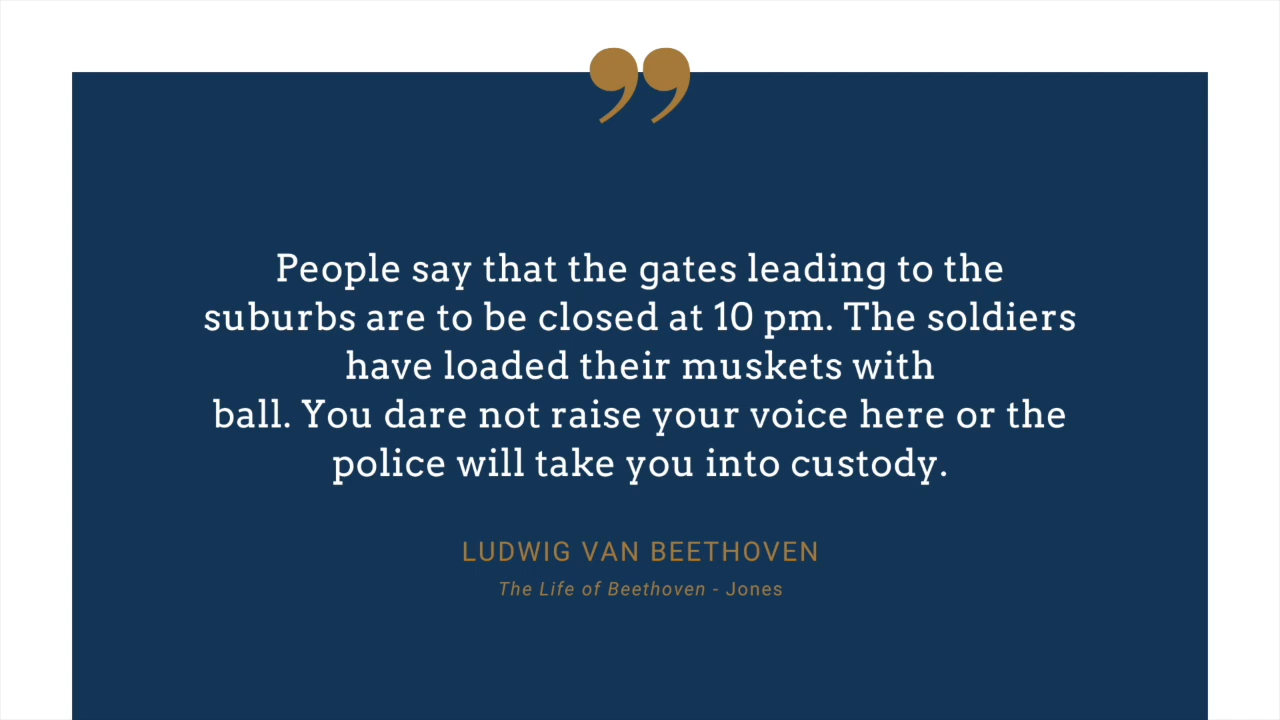 ”
People say that the gates leading to the
suburbs are to be closed at 10 pm. The soldiers
have loaded their muskets with
ball. You dare not raise your voice here or the
police will take you into custody.
LUDWIG VAN BEETHOVEN
The Life of Beethoven - Jones